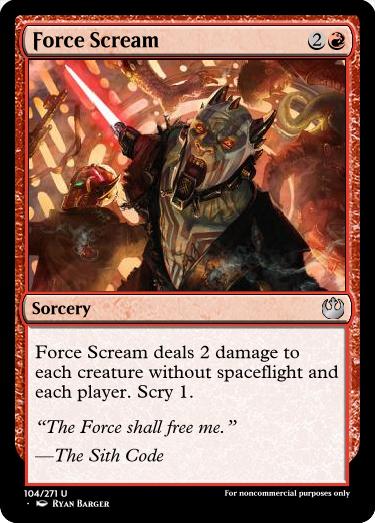 Force Scream 2
Sorcery
Force Scream deals 2 damage to
each creature without spaceflight and
each player. Scry 1.
“The Force shall free me.”
—The Sith Code
104/271 U
For noncommercial purposes only
· Ryan Barger